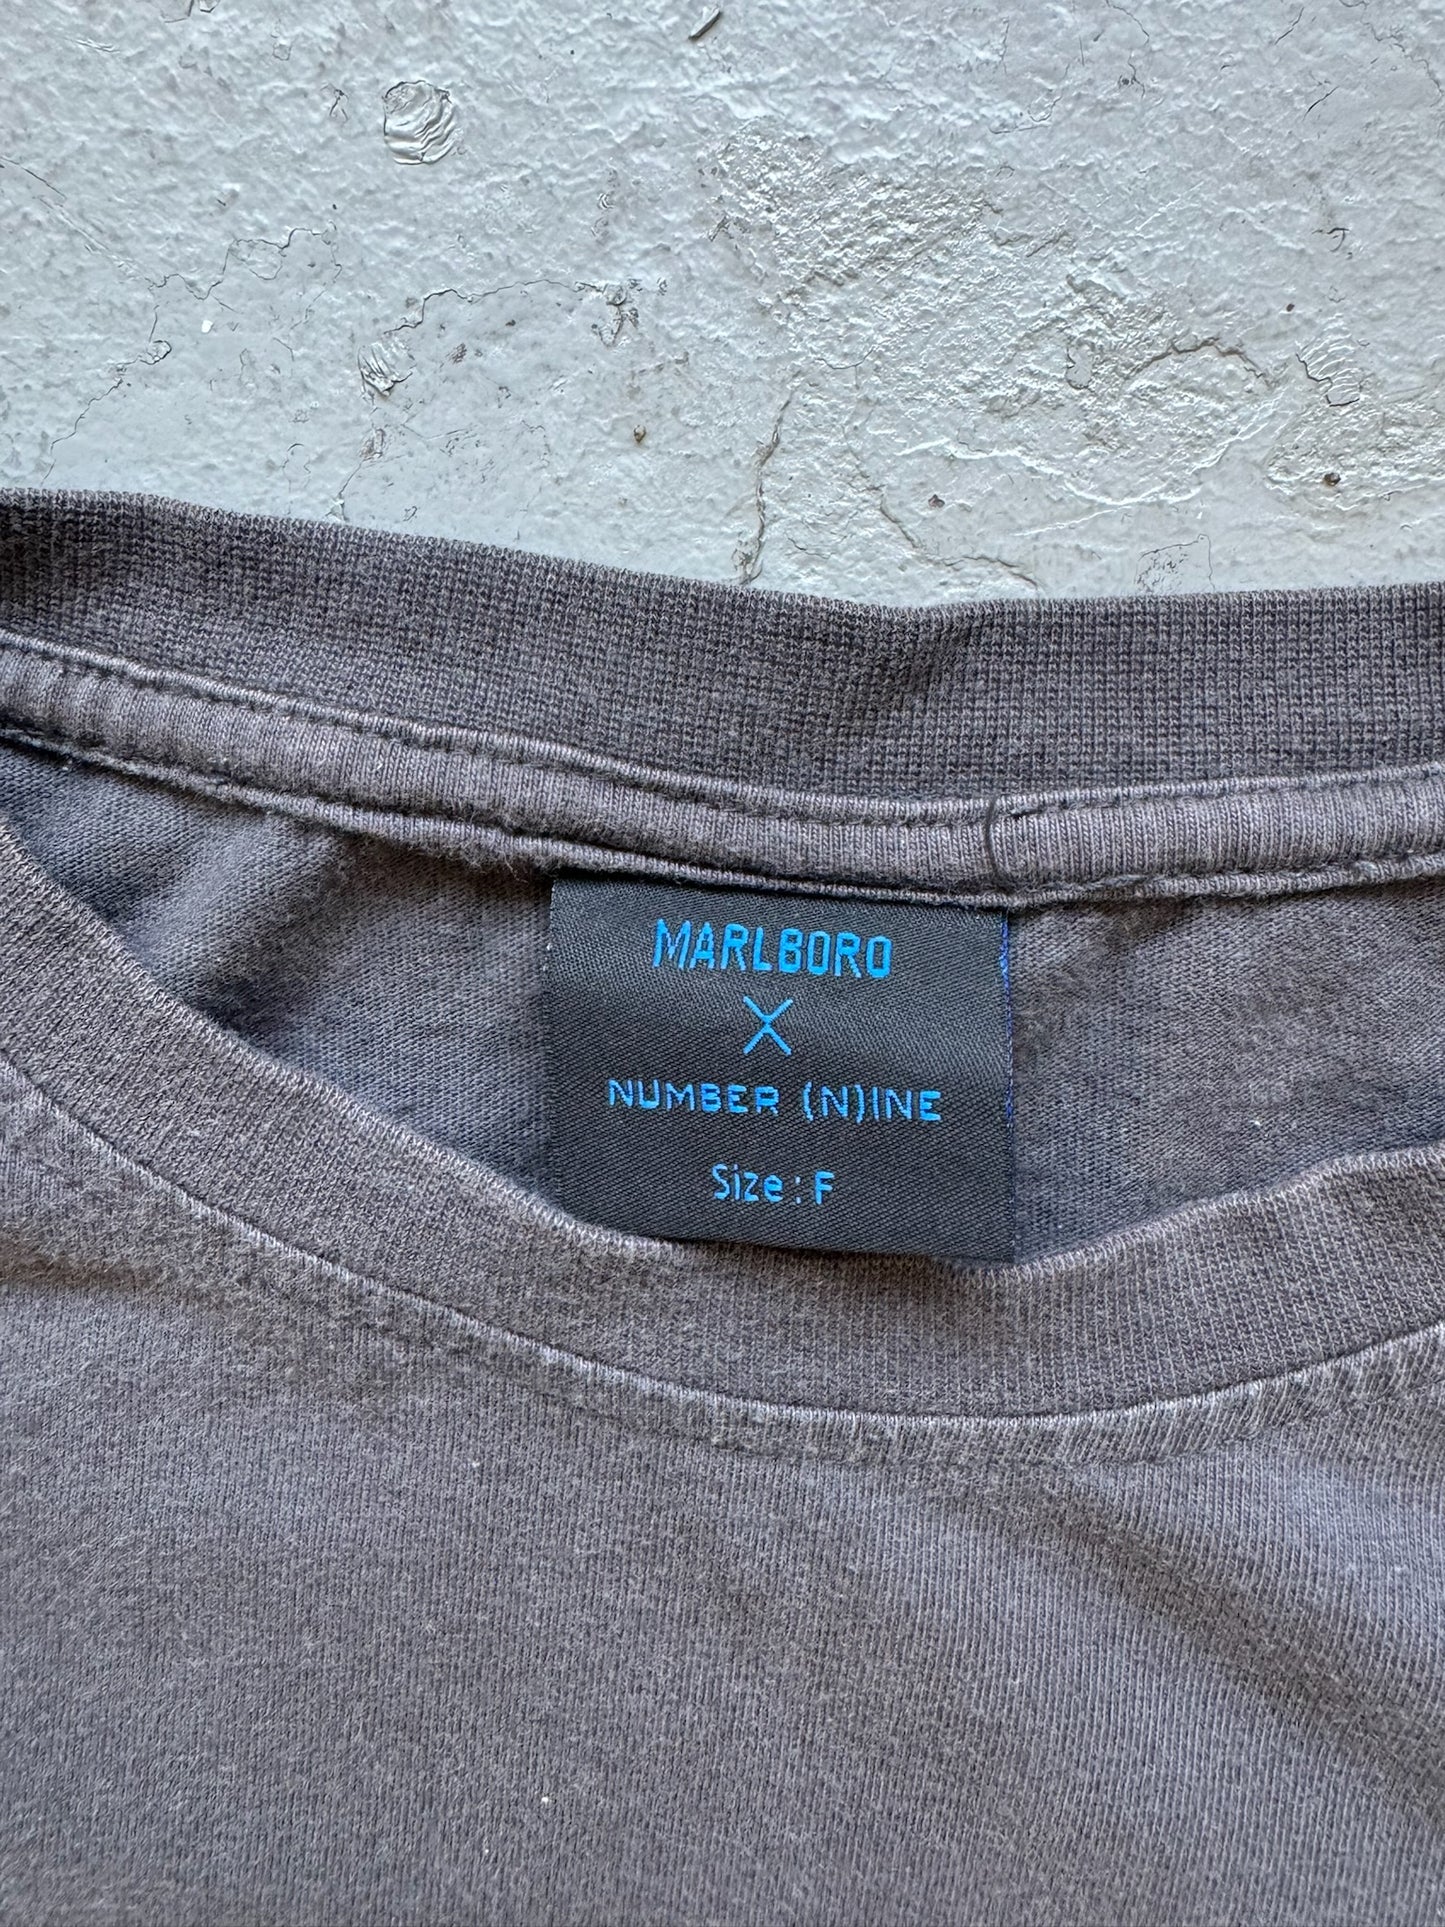 MARLBORO
X
NUMBER (N)INE
Size : F